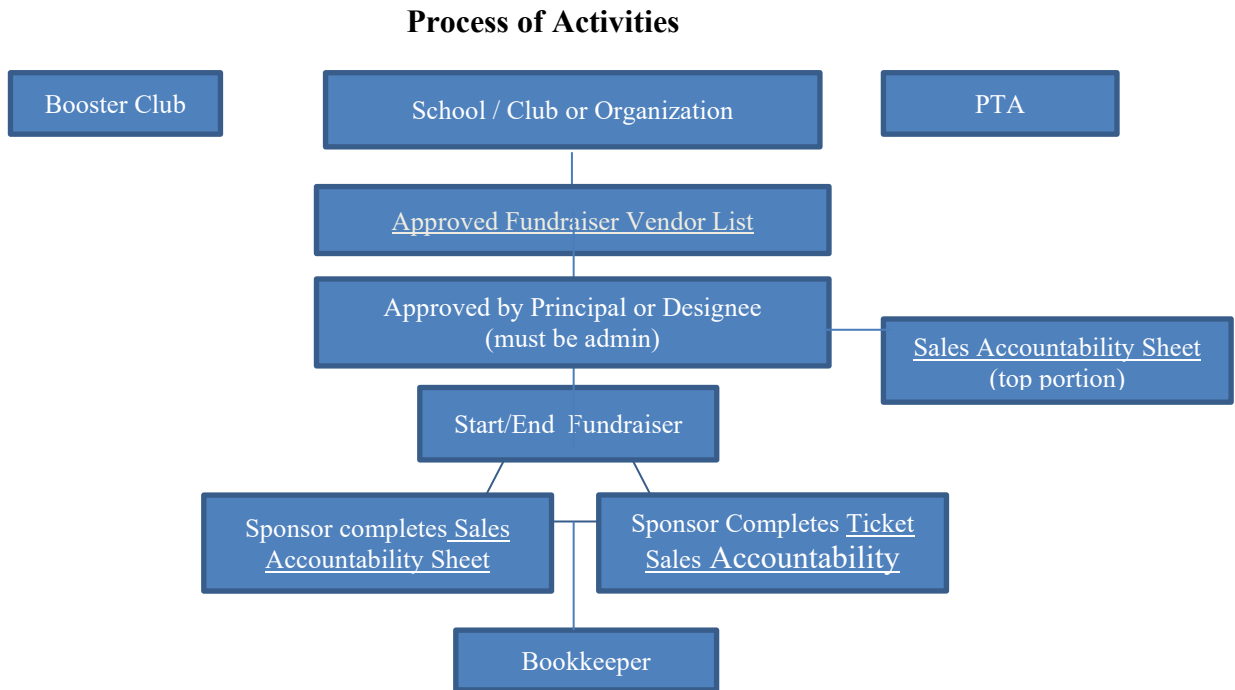 Process of Activities
Booster Club
School / Club or Organization
PTA
Approved Fundraiser Vendor List
Approved by Principal or Designee
(must be admin)
Sales Accountability Sheet
(top portion)
Start/End Fundraiser
Sponsor completes Sales
Accountability Sheet
Sponsor Completes Ticket
Sales Accountability
Bookkeeper